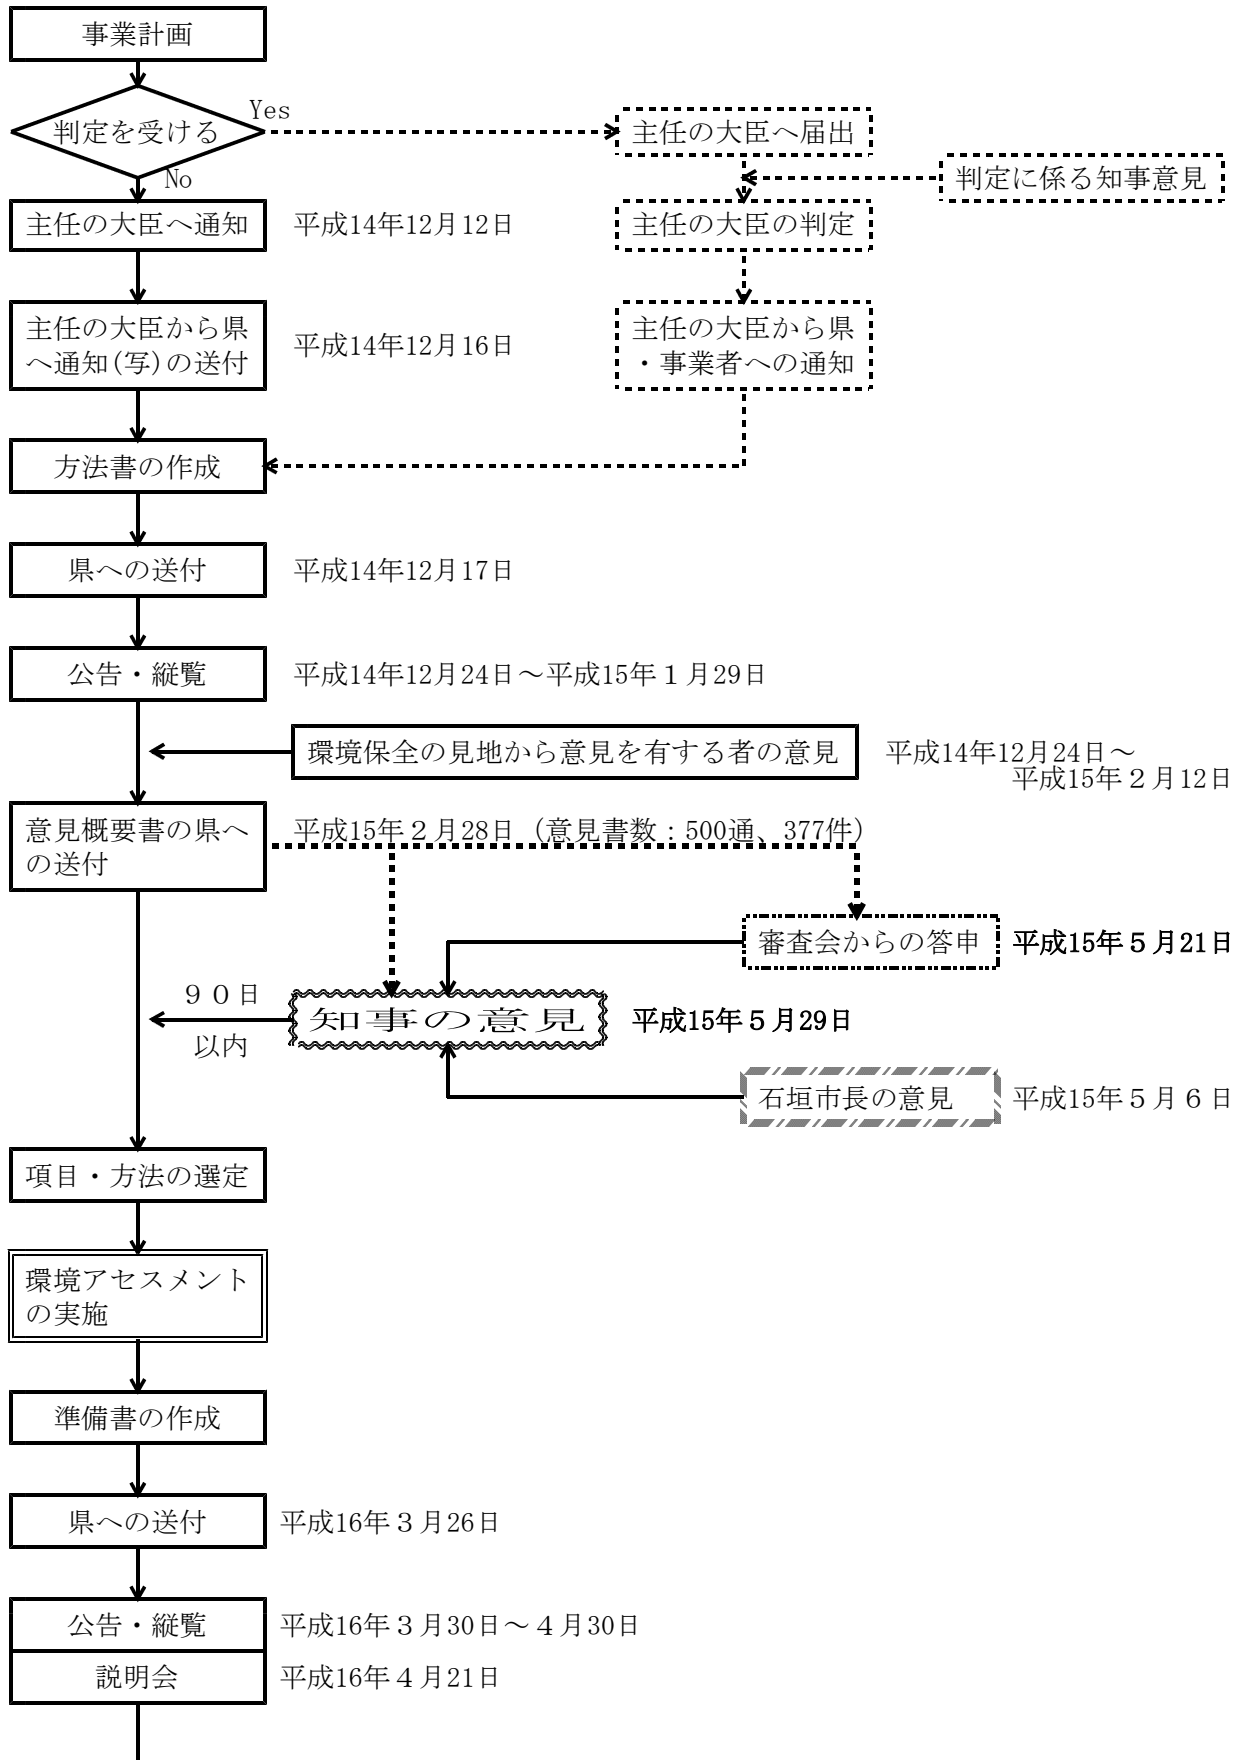 事業計画
Yes
判定を受ける
主任の大臣へ届出
判定に係る知事意見
No
主任の大臣へ通知
平成14年12月12日
主任の大臣の判定
主任の大臣から県
へ通知(写)の送付
平成14年12月16日
主任の大臣から県
・事業者への通知
方法書の作成
県への送付
平成14年12月17日
公告・縦覧
平成14年12月24日～平成15年１月29日
環境保全の見地から意見を有する者の意見
平成14年12月24日～
平成15年２月12日
意見概要書の県へ
の送付
平成15年２月28日（意見書数：500通、377件）
審査会からの答申
平成15年５月21日
９０日
以内
知事の意見
平成15年５月29日
石垣市長の意見
平成15年５月６日
項目・方法の選定
環境アセスメント
の実施
準備書の作成
県への送付
平成16年３月26日
公告・縦覧
平成16年３月30日～４月30日
説明会
平成16年４月21日